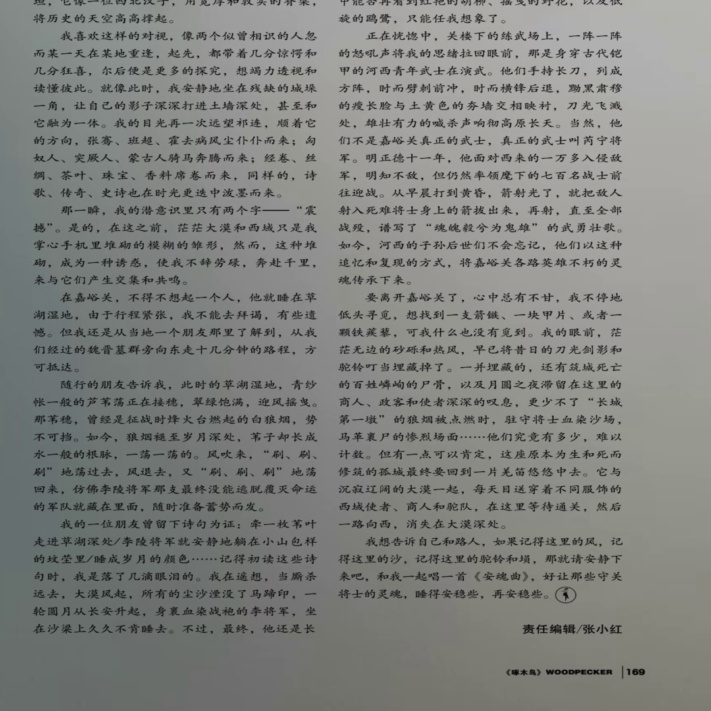 将历史的天空高高撑起。
我喜欢这样的对视，像两个似曾相识的人忽
而某一天在某地重逢，起先，都带着几分惊愕和
几分狂喜，尔后便是更多的探究，想竭力透视和
读懂彼此。就像此时，我安静地坐在残缺的城垛
一角，让自己的影子深深打进土墙深处，甚至和
它融为一体。我的目光再一次远望祁连，顺着它
的方向，张骞、班超、霍去病风尘仆仆而来；匈
奴人、突厥人、蒙古人骑马奔腾而来；经卷、丝
绸、茶叶、珠宝、香料席卷而来，同样的，诗
歌、传奇、史诗也在时光更迭中泼墨而来。
那一瞬，我的潜意识里只有两个字——“震
撼”。是的，在这之前，茫茫大漠和西域只是我
掌心手机里堆砌的模糊的雏形，然而，这种堆
砌，成为一种诱惑，使我不辞劳碌，奔赴千里，
来与它们产生交集和共鸣。
在嘉峪关，不得不想起一个人，他就睡在草
湖湿地，由于行程紧张，我不能去拜谒，有些遗
憾。但我还是从当地一个朋友那里了解到，从我
们经过的魏晋墓群旁向东走十几分钟的路程，方
可抵达。
随行的朋友告诉我，此时的草湖湿地，青纱
帐一般的芦苇荡正在接穗，翠绿饱满，迎风摇曳。
那苇穗，曾经是征战时烽火台燃起的白狼烟，势
不可挡。如今，狼烟褪至岁月深处，苇子却长成
水一般的根脉，一荡一荡的。风吹来，“刷、刷、
刷”地荡过去，风退去，又“刷、刷、刷”地荡
回来，仿佛李陵将军那支最终没能逃脱覆灭命运
的军队就藏在里面，随时准备蓄势而发。
我的一位朋友曾留下诗句为证：牵一枚苇叶
走进草湖深处/李陵将军就安静地躺在小山包样
的坟茔里/睡成岁月的颜色……记得初读这些诗
句时，我是落了几滴眼泪的。我在遥想，当厮杀
远去，大漠风起，所有的尘沙湮没了马蹄印，一
轮圆月从长安升起，身裹血染战袍的李将军，坐
在沙梁上久久不肯睡去。不过，最终，他还是长
旋的鸥鹭，只能任我想象了。
正在恍惚中，关楼下的练武场上，一阵一阵
的怒吼声将我的思绪拉回眼前，那是身穿古代铠
甲的河西青年武士在演武。他们手持长刀，列成
方阵，时而劈刺前冲，时而横锋后退，黝黑肃穆
的瘦长脸与土黄色的夯墙交相映衬，刀光飞溅
处，雄壮有力的喊杀声响彻高原长天。当然，他
们不是嘉峪关真正的武士，真正的武士叫芮宁将
军。明正德十一年，他面对西来的一万多入侵敌
军，明知不敌，但仍然率领麾下的七百名战士前
往迎战。从早晨打到黄昏，箭射光了，就把敌人
射入死难将士身上的箭拔出来，再射，直至全部
战殁，谱写了“魂魄毅兮为鬼雄”的武勇壮歌。
如今，河西的子孙后世们不会忘记，他们以这种
追忆和复现的方式，将嘉峪关各路英雄不朽的灵
魂传承下来。
要离开嘉峪关了，心中总有不甘，我不停地
低头寻觅，想找到一支箭镞、一块甲片、或者一
颗铁蒺藜，可我什么也没有觅到。我的眼前，茫
茫无边的砂砾和热风，早已将昔日的刀光剑影和
驼铃叮当埋藏掉了。一并埋藏的，还有筑城死亡
的百姓嶙峋的尸骨，以及月圆之夜滞留在这里的
商人、政客和使者深深的叹息，更少不了“长城
第一墩”的狼烟被点燃时，驻守将士血染沙场，
马革裹尸的惨烈场面……他们究竟有多少，难以
计数。但有一点可以肯定，这座原本为生和死而
修筑的孤城最终要回到一片羌笛悠悠中去。它与
沉寂辽阔的大漠一起，每天目送穿着不同服饰的
西域使者、商人和驼队，在这里等待通关，然后
一路向西，消失在大漠深处。
我想告诉自己和路人，如果记得这里的风，记
得这里的沙，记得这里的驼铃和埙，那就请安静下
来吧，和我一起唱一首《安魂曲》，好让那些守关
将士的灵魂，睡得安稳些，再安稳些。
责任编辑/张小红
《啄木鸟》WOODPECKER 169